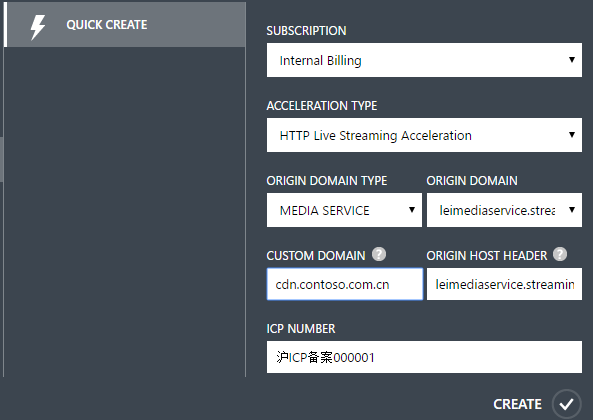 QUICK CREATE
SUBSCRIPTION
Internal Billing
ACCELERATION TYPE
HTTP Live Streaming Acceleration
ORIGIN DOMAIN TYPE
ORIGIN DOMAIN
MEDIA SERVICE
leimediaservice.strea
CUSTOM DOMAIN ?
ORIGIN HOST HEADER ?
cdn.contoso.com.cn
leimediaservice.streamin
ICP NUMBER
沪ICP备案000001
CREATE